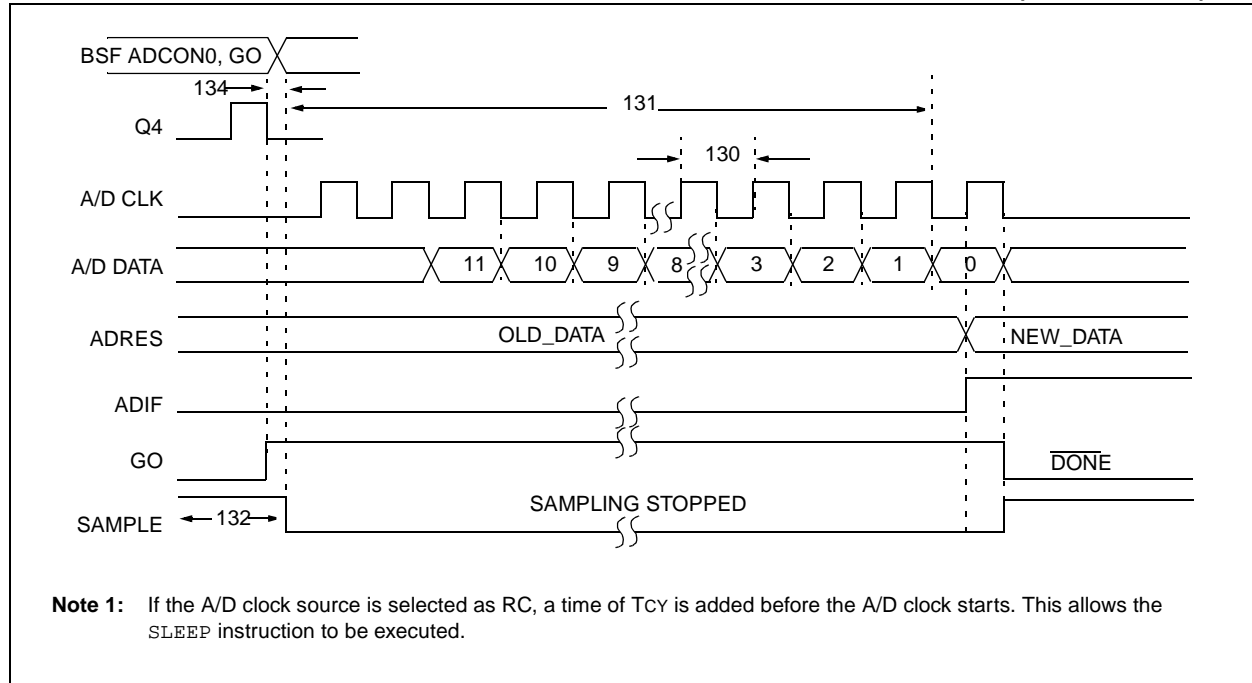 BSF ADCON0, GO
134
131
Q4
130
A/D CLK
A/D DATA 11 10 9 8 3 2 1 0
ADRES OLD_DATA NEW_DATA
ADIF
GO DONE
SAMPLE 132 SAMPLING STOPPED
Note 1: If the A/D clock source is selected as RC, a time of TCY is added before the A/D clock starts. This allows the
SLEEP instruction to be executed.